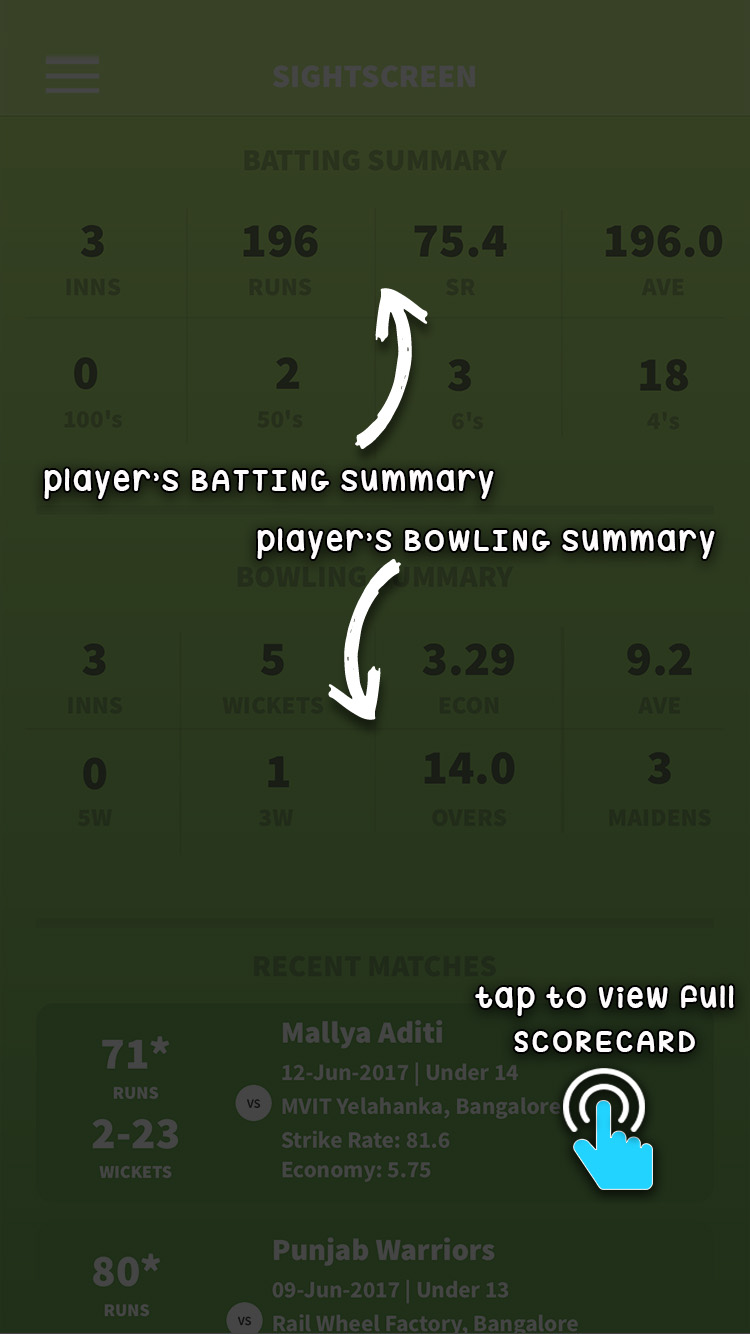 SIGHTSCREEN
BATTING SUMMARY
3 196 75.4 196.0
INNS RUNS SR AVE
0 2 3 18
100's 50's 6's 4's
player's BATTING summary
player's BOWLING summary
BOWLING SUMMARY
3 5 3.29 9.2
INNS WICKETS ECON AVE
0 1 14.0 3
5W 3W OVERS MAIDENS
RECENT MATCHES
tap to view full
SCORECARD
71*
RUNS
2-23
WICKETS
vs
Mallya Aditi
12-Jun-2017 | Under 14
MVIT Yelahanka, Bangalore
Strike Rate: 81.6
Economy: 5.75
80*
RUNS
vs
Punjab Warriors
09-Jun-2017 | Under 13
Rail Wheel Factory, Bangalore